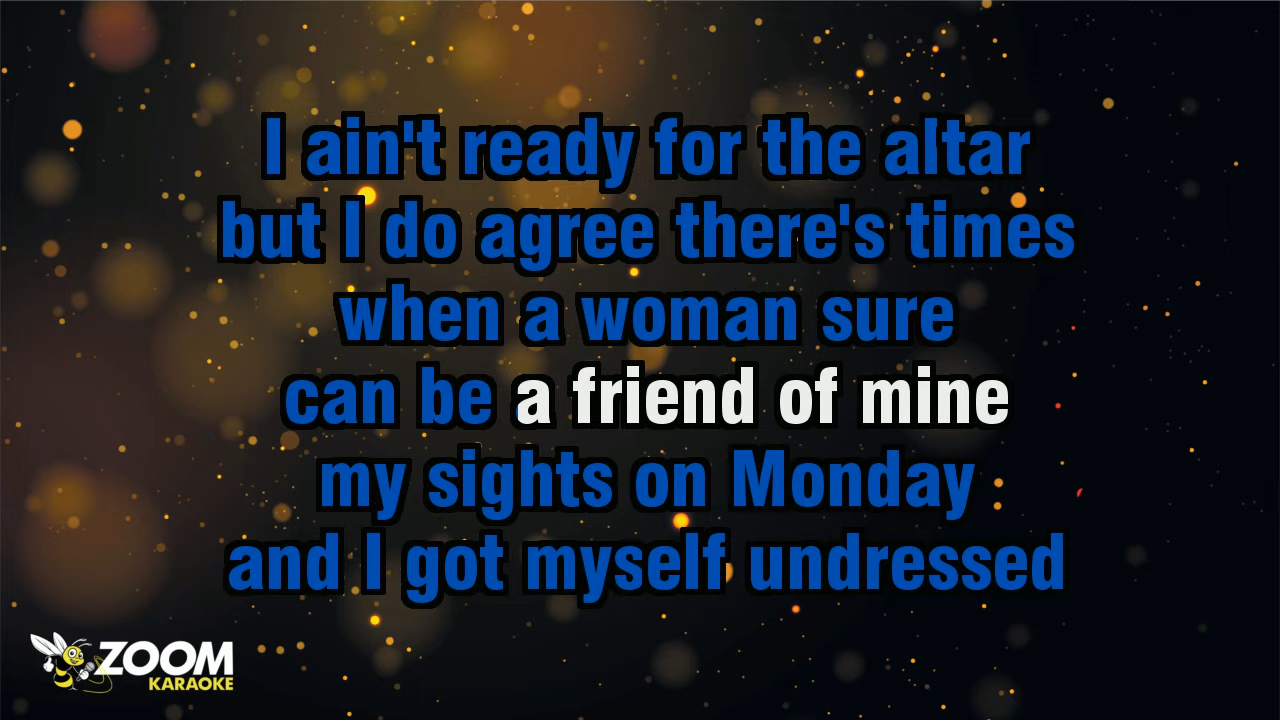 I ain't ready for the altar
but I do agree there's times
when a woman sure
can be a friend of mine
my sights on Monday
and I got myself undressed
ZOOM
KARAOKE